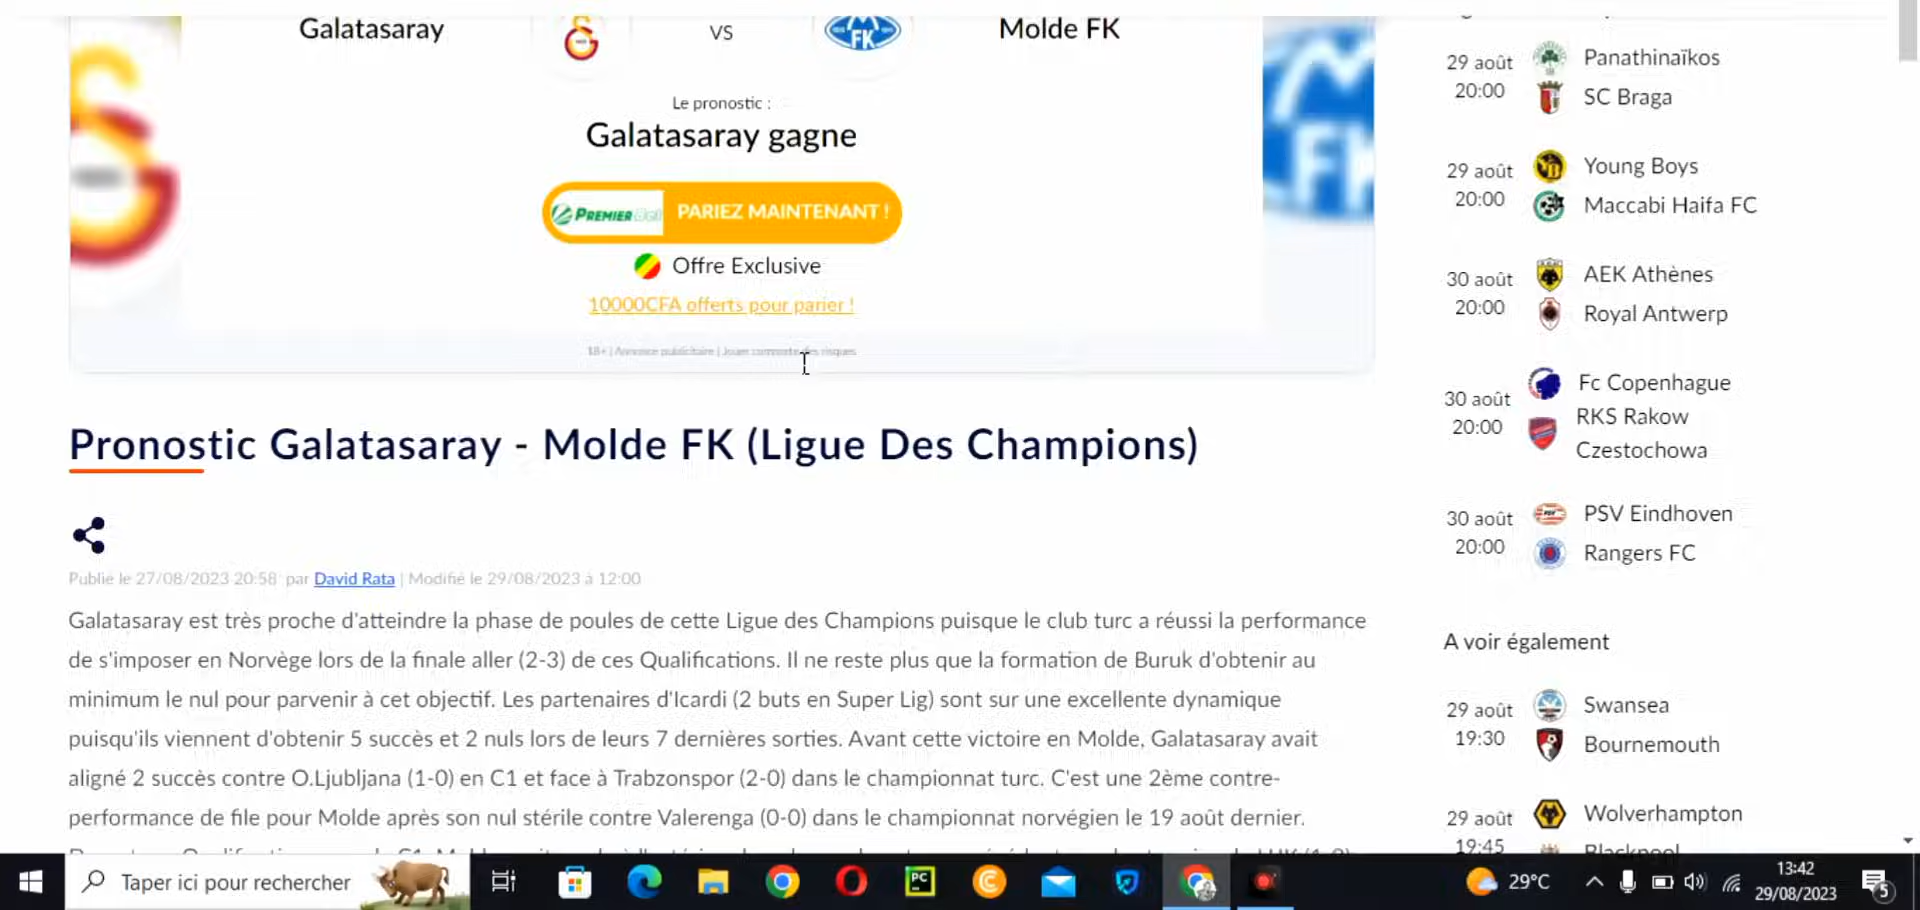 Galatasaray
VS
Molde FK
Le pronostic :
Galatasaray gagne
PREMIER Bet PARIEZ MAINTENANT !
Offre Exclusive
10000CFA offerts pour parier !
18+ | Annonce publicitaire | Jouer comporte des risques
Pronostic Galatasaray - Molde FK (Ligue Des Champions)
Publié le 27/08/2023 20:58 par David Rata | Modifié le 29/08/2023 à 12:00
Galatasaray est très proche d'atteindre la phase de poules de cette Ligue des Champions puisque le club turc a réussi la performance
de s'imposer en Norvège lors de la finale aller (2-3) de ces Qualifications. Il ne reste plus que la formation de Buruk d'obtenir au
minimum le nul pour parvenir à cet objectif. Les partenaires d'Icardi (2 buts en Super Lig) sont sur une excellente dynamique
puisqu'ils viennent d'obtenir 5 succès et 2 nuls lors de leurs 7 dernières sorties. Avant cette victoire en Molde, Galatasaray avait
aligné 2 succès contre O.Ljubljana (1-0) en C1 et face à Trabzonspor (2-0) dans le championnat turc. C'est une 2ème contre-
performance de file pour Molde après son nul stérile contre Valerenga (0-0) dans le championnat norvégien le 19 août dernier.
29 août
20:00
Panathinaïkos
SC Braga
29 août
20:00
Young Boys
Maccabi Haifa FC
30 août
20:00
AEK Athènes
Royal Antwerp
30 août
20:00
Fc Copenhague
RKS Rakow
Czestochowa
30 août
20:00
PSV Eindhoven
Rangers FC
A voir également
29 août
19:30
Swansea
Bournemouth
29 août
19:45
Wolverhampton
Blackpool
Taper ici pour rechercher
PC
29°C
13:42
29/08/2023
5